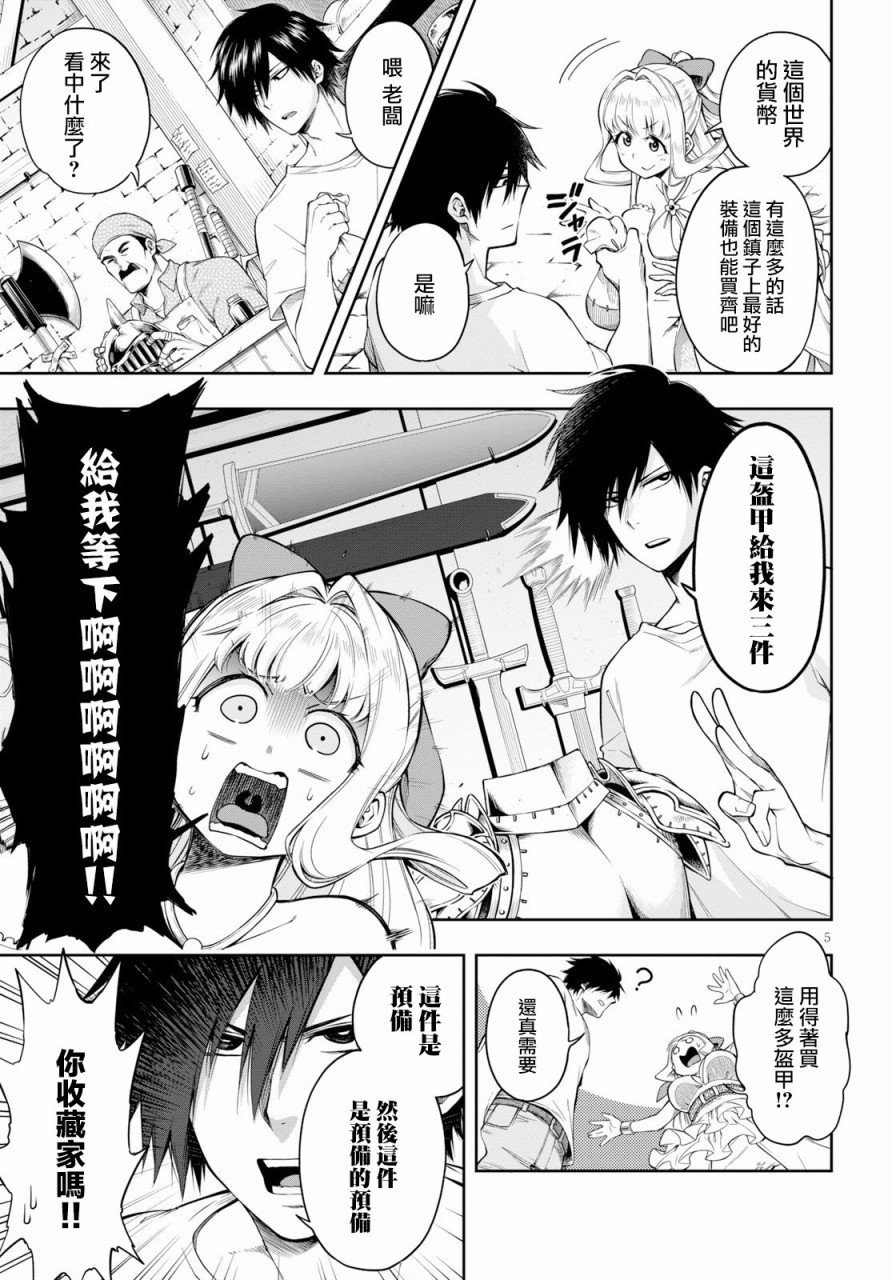 這個世界
的貨幣
有這麼多的話
這個鎮子上最好的
裝備也能買齊吧
ジャッ
是嘛
喂 老闆
來了
看中什麼了？
這盔甲給我來三件
給我等下啊啊啊啊啊啊!!
5
用得著買
這麼多盔甲!?
?
還真需要
這件是
預備
然後這件
是預備的預備
你收藏家嗎!!